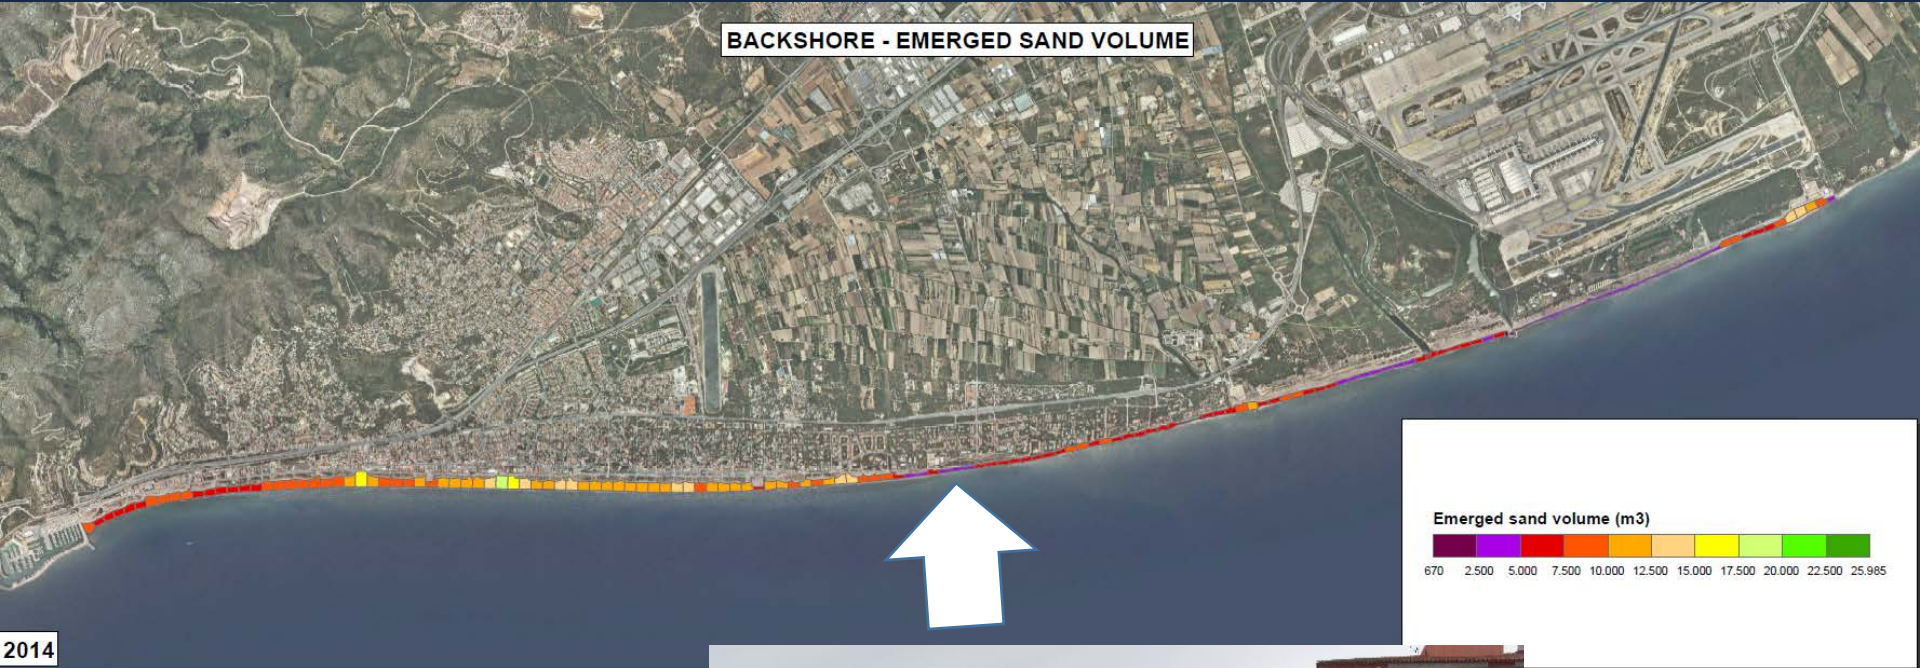 BACKSHORE - EMERGED SAND VOLUME
Emerged sand volume (m3)
670 2.500 5.000 7.500 10.000 12.500 15.000 17.500 20.000 22.500 25.985
2014